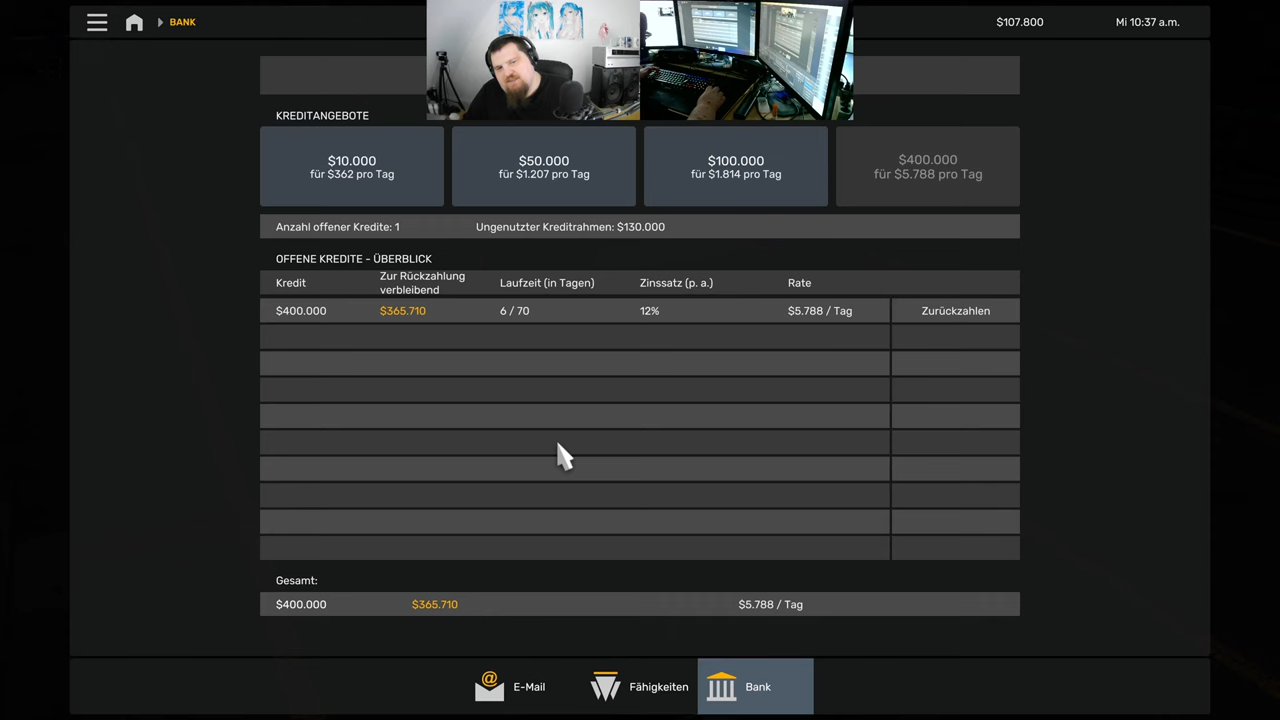 BANK
$107.800
Mi 10:37 a.m.
KREDITANGEBOTE
$10.000
für $362 pro Tag
$50.000
für $1.207 pro Tag
$100.000
für $1.814 pro Tag
$400.000
für $5.788 pro Tag
Anzahl offener Kredite: 1
Ungenutzter Kreditrahmen: $130.000
OFFENE KREDITE - ÜBERBLICK
Kredit
Zur Rückzahlung
verbleibend
Laufzeit (in Tagen)
Zinssatz (p. a.)
Rate
$400.000
$365.710
6 / 70
12%
$5.788 / Tag
Zurückzahlen
Gesamt:
$400.000
$365.710
$5.788 / Tag
E-Mail
Fähigkeiten
Bank